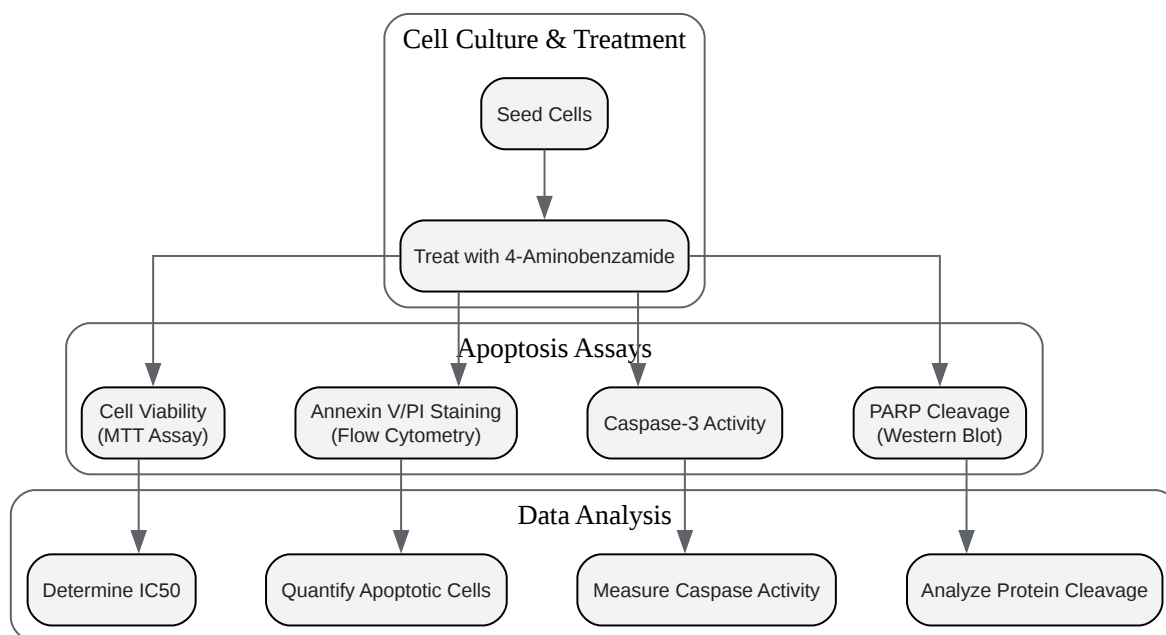 Cell Culture & Treatment
Seed Cells
Treat with 4-Aminobenzamide
Apoptosis Assays
Cell Viability
(MTT Assay)
Annexin V/PI Staining
(Flow Cytometry)
Caspase-3 Activity
PARP Cleavage
(Western Blot)
Data Analysis
Determine IC50
Quantify Apoptotic Cells
Measure Caspase Activity
Analyze Protein Cleavage